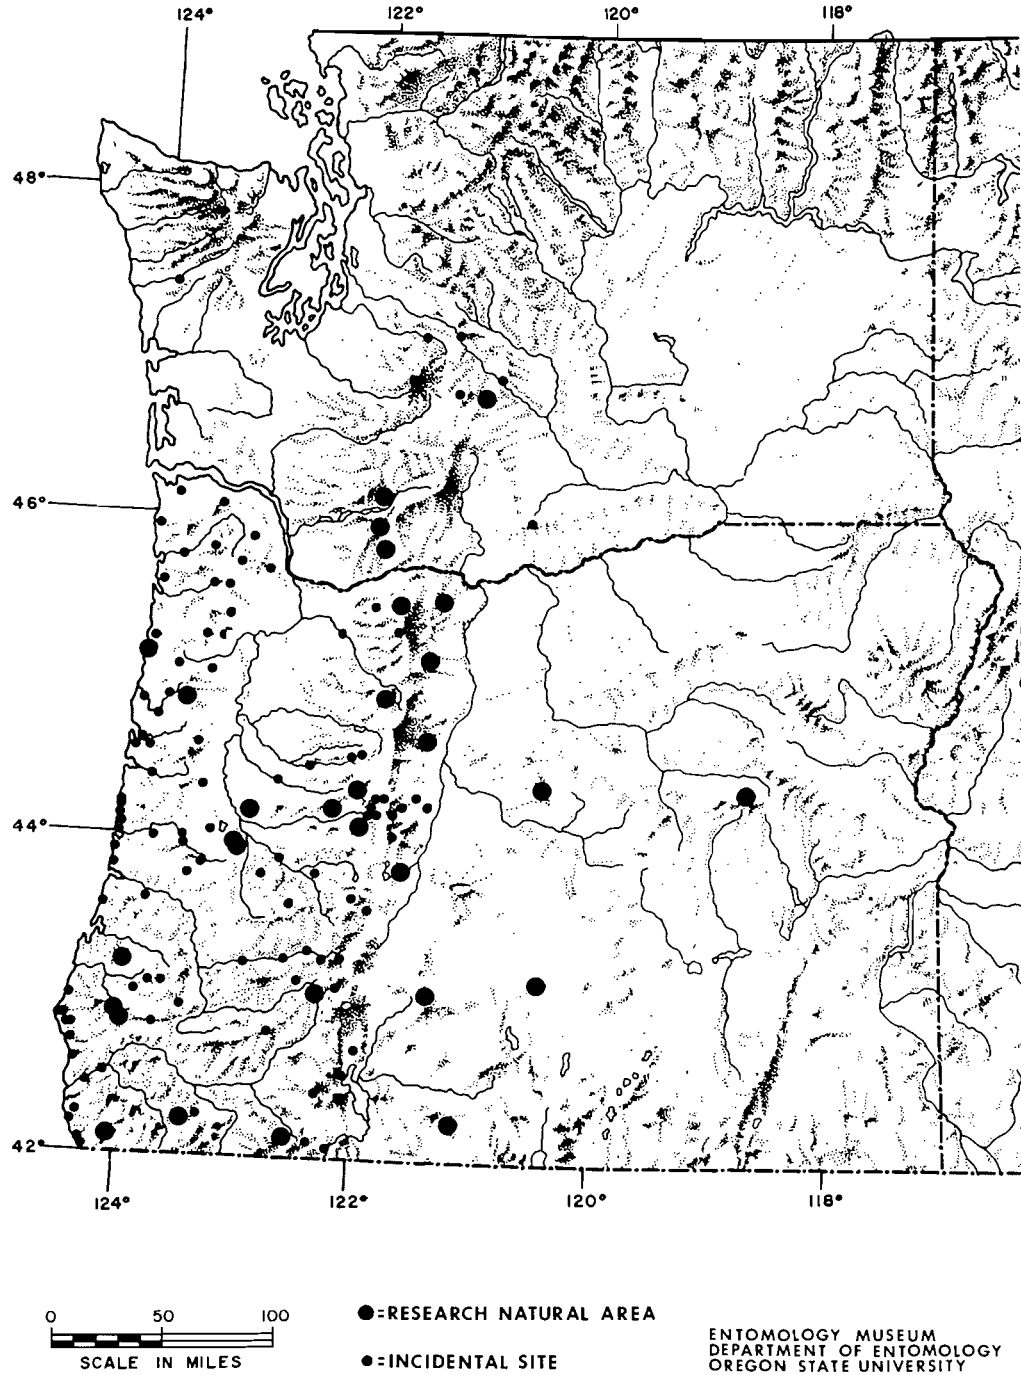 124°
122°
120°
118°
48°
46°
44°
42°
124°
122°
120°
118°
0 50 100
SCALE IN MILES
=RESEARCH NATURAL AREA
=INCIDENTAL SITE
ENTOMOLOGY MUSEUM
DEPARTMENT OF ENTOMOLOGY
OREGON STATE UNIVERSITY